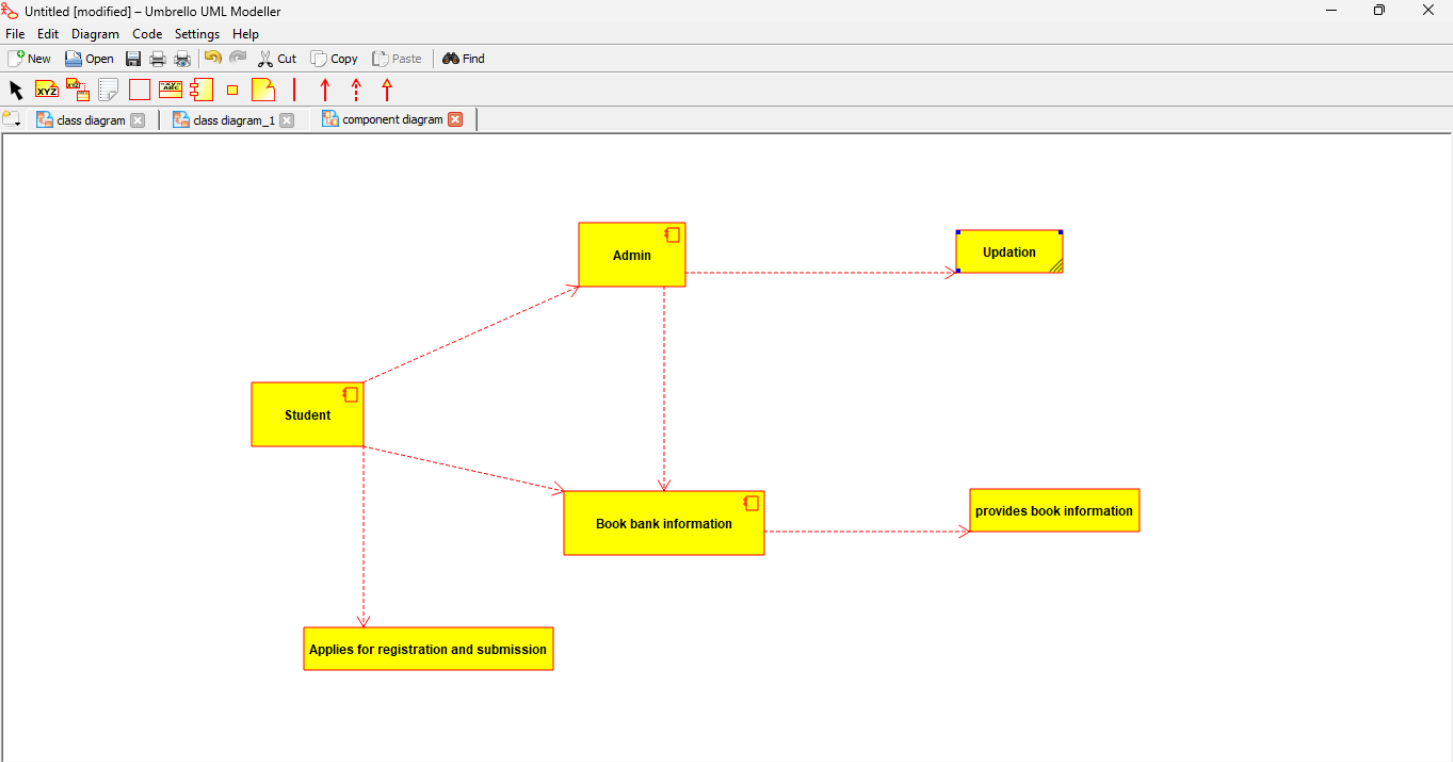 Untitled [modified] – Umbrello UML Modeller
File Edit Diagram Code Settings Help
New Open Cut Copy Paste Find
XYZ XYZ ABC
class diagram class diagram_1 component diagram
Admin
Updation
Student
Book bank information
provides book information
Applies for registration and submission